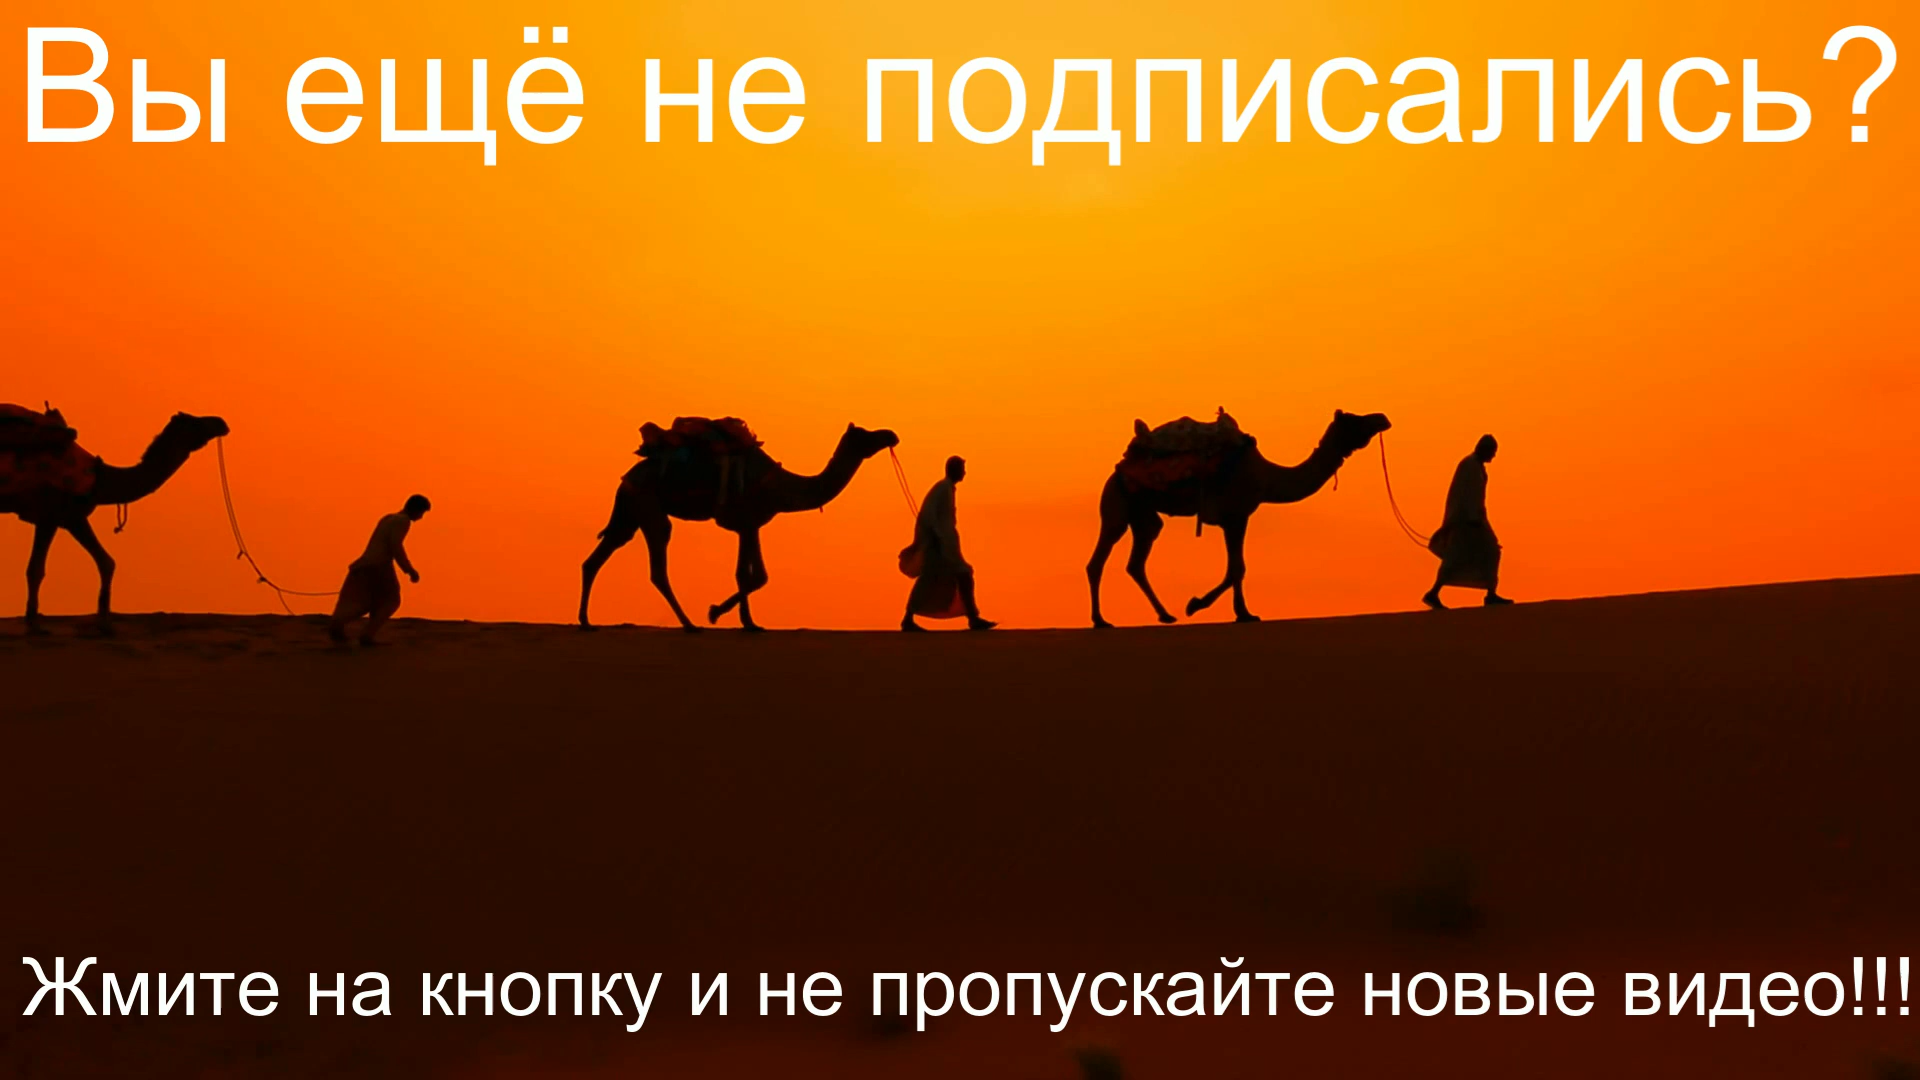 Вы ещё не подписались?
Жмите на кнопку и не пропускайте новые видео!!!